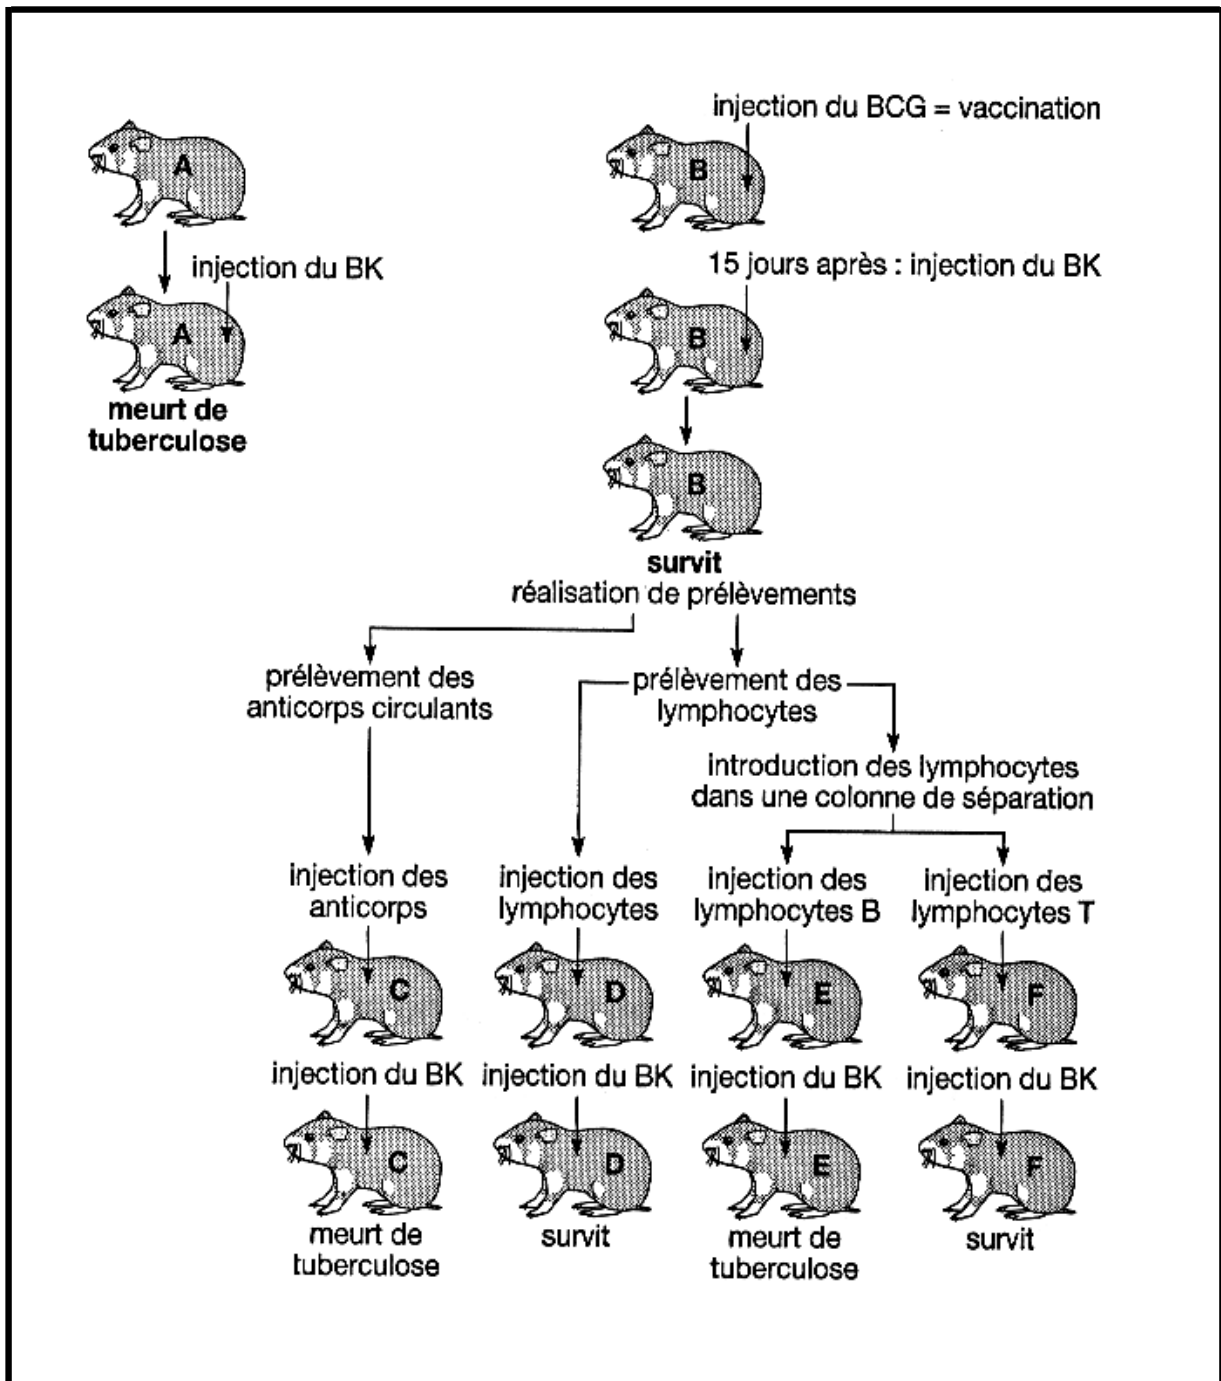 injection du BCG = vaccination
A
B
injection du BK
15 jours après : injection du BK
A
B
meurt de
tuberculose
B
survit
réalisation de prélèvements
prélèvement des
anticorps circulants
prélèvement des
lymphocytes
introduction des lymphocytes
dans une colonne de séparation
injection des
anticorps
injection des
lymphocytes
injection des
lymphocytes B
injection des
lymphocytes T
C
D
E
F
injection du BK
injection du BK
injection du BK
injection du BK
C
D
E
F
meurt de
tuberculose
survit
meurt de
tuberculose
survit